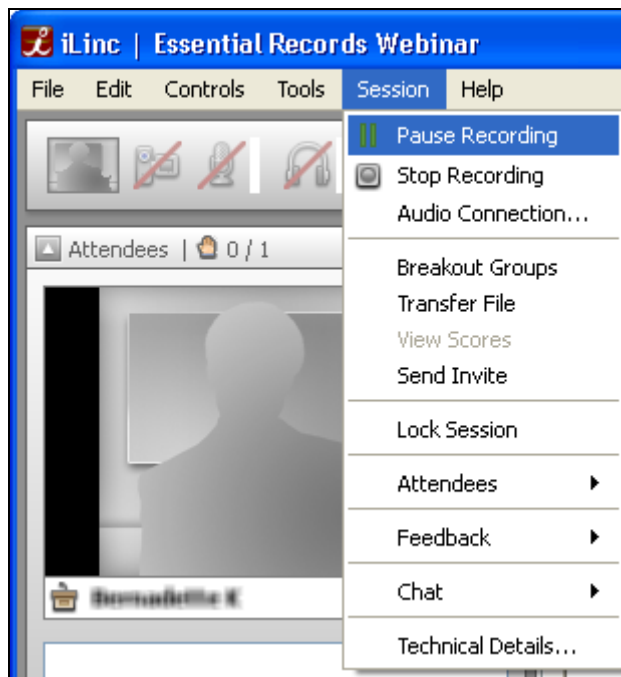 iLinc | Essential Records Webinar
File Edit Controls Tools Session Help
Pause Recording
Stop Recording
Audio Connection...
Attendees | 0 / 1
Breakout Groups
Transfer File
View Scores
Send Invite
Lock Session
Attendees
Feedback
Chat
Technical Details...